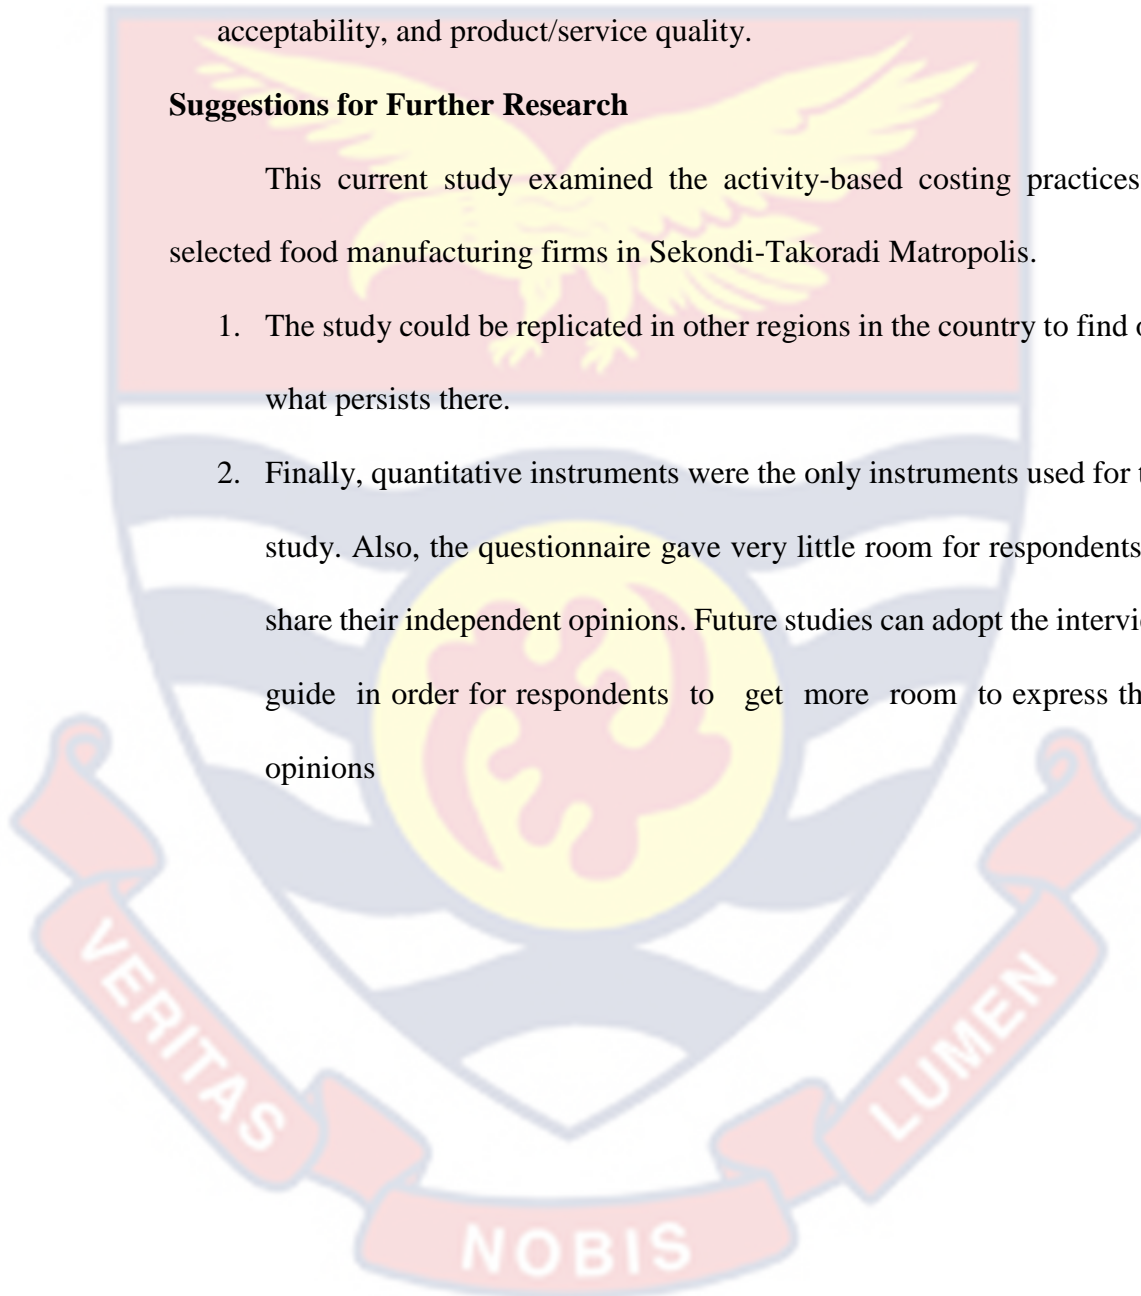 acceptability, and product/service quality.
Suggestions for Further Research
This current study examined the activity-based costing practices
selected food manufacturing firms in Sekondi-Takoradi Matropolis.
1. The study could be replicated in other regions in the country to find
what persists there.
2. Finally, quantitative instruments were the only instruments used for
study. Also, the questionnaire gave very little room for respondents
share their independent opinions. Future studies can adopt the
guide in order for respondents to get more room to express
opinions
VERITAS
NOBIS
LUMEN